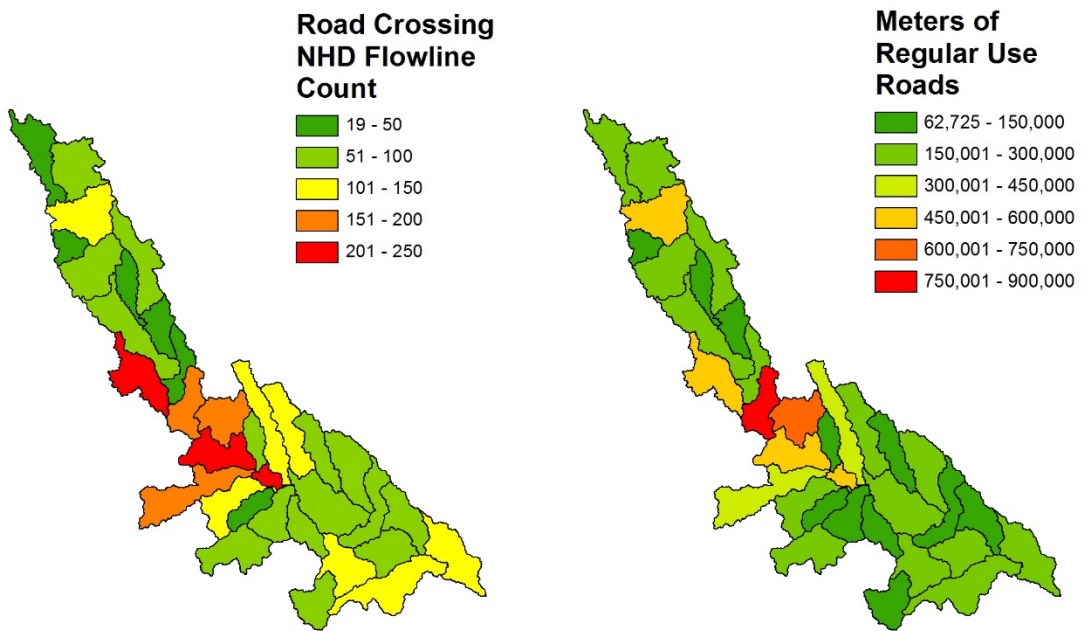 Road Crossing
NHD Flowline
Count
19 - 50
51 - 100
101 - 150
151 - 200
201 - 250
Meters of
Regular Use
Roads
62,725 - 150,000
150,001 - 300,000
300,001 - 450,000
450,001 - 600,000
600,001 - 750,000
750,001 - 900,000